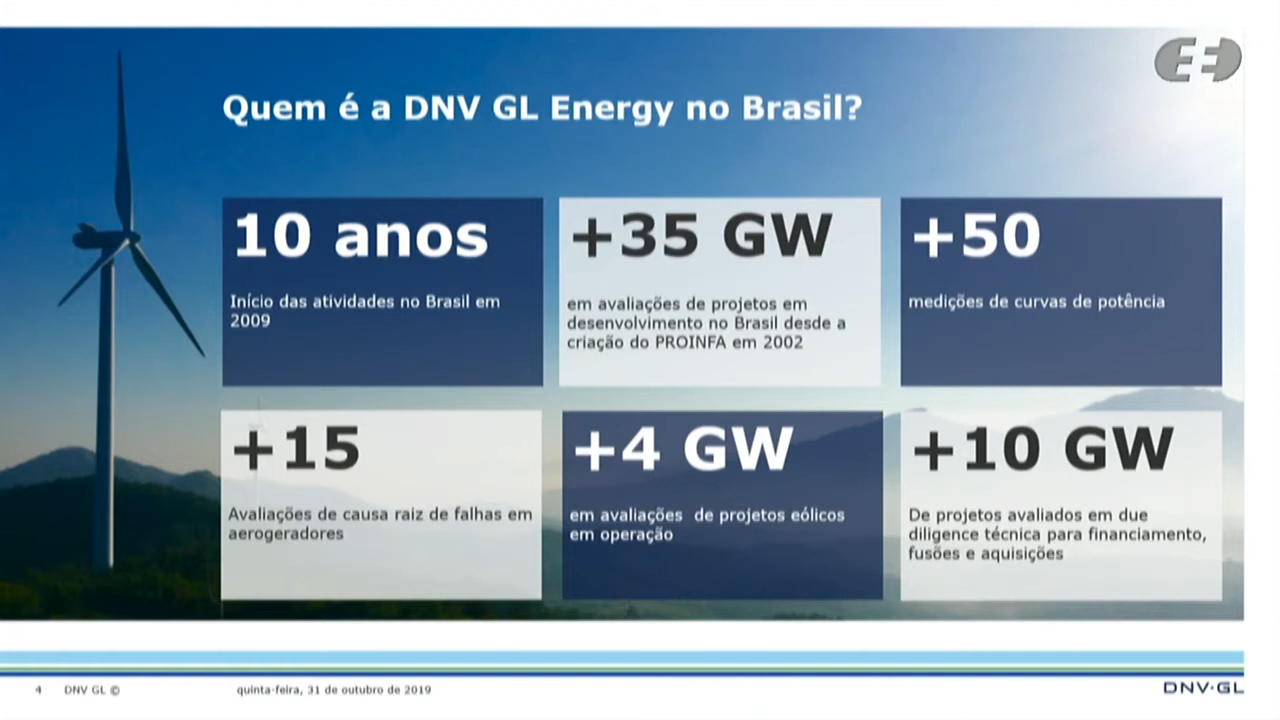 Quem é a DNV GL Energy no Brasil?
10 anos
Início das atividades no Brasil em
2009
+35 GW
em avaliações de projetos em
desenvolvimento no Brasil desde a
criação do PROINFA em 2002
+50
medições de curvas de potência
+15
Avaliações de causa raiz de falhas em
aerogeradores
+4 GW
em avaliações  de projetos eólicos
em operação
+10 GW
De projetos avaliados em due
diligence técnica para financiamento,
fusões e aquisições
4 DNV GL © quinta-feira, 31 de outubro de 2019
DNV·GL